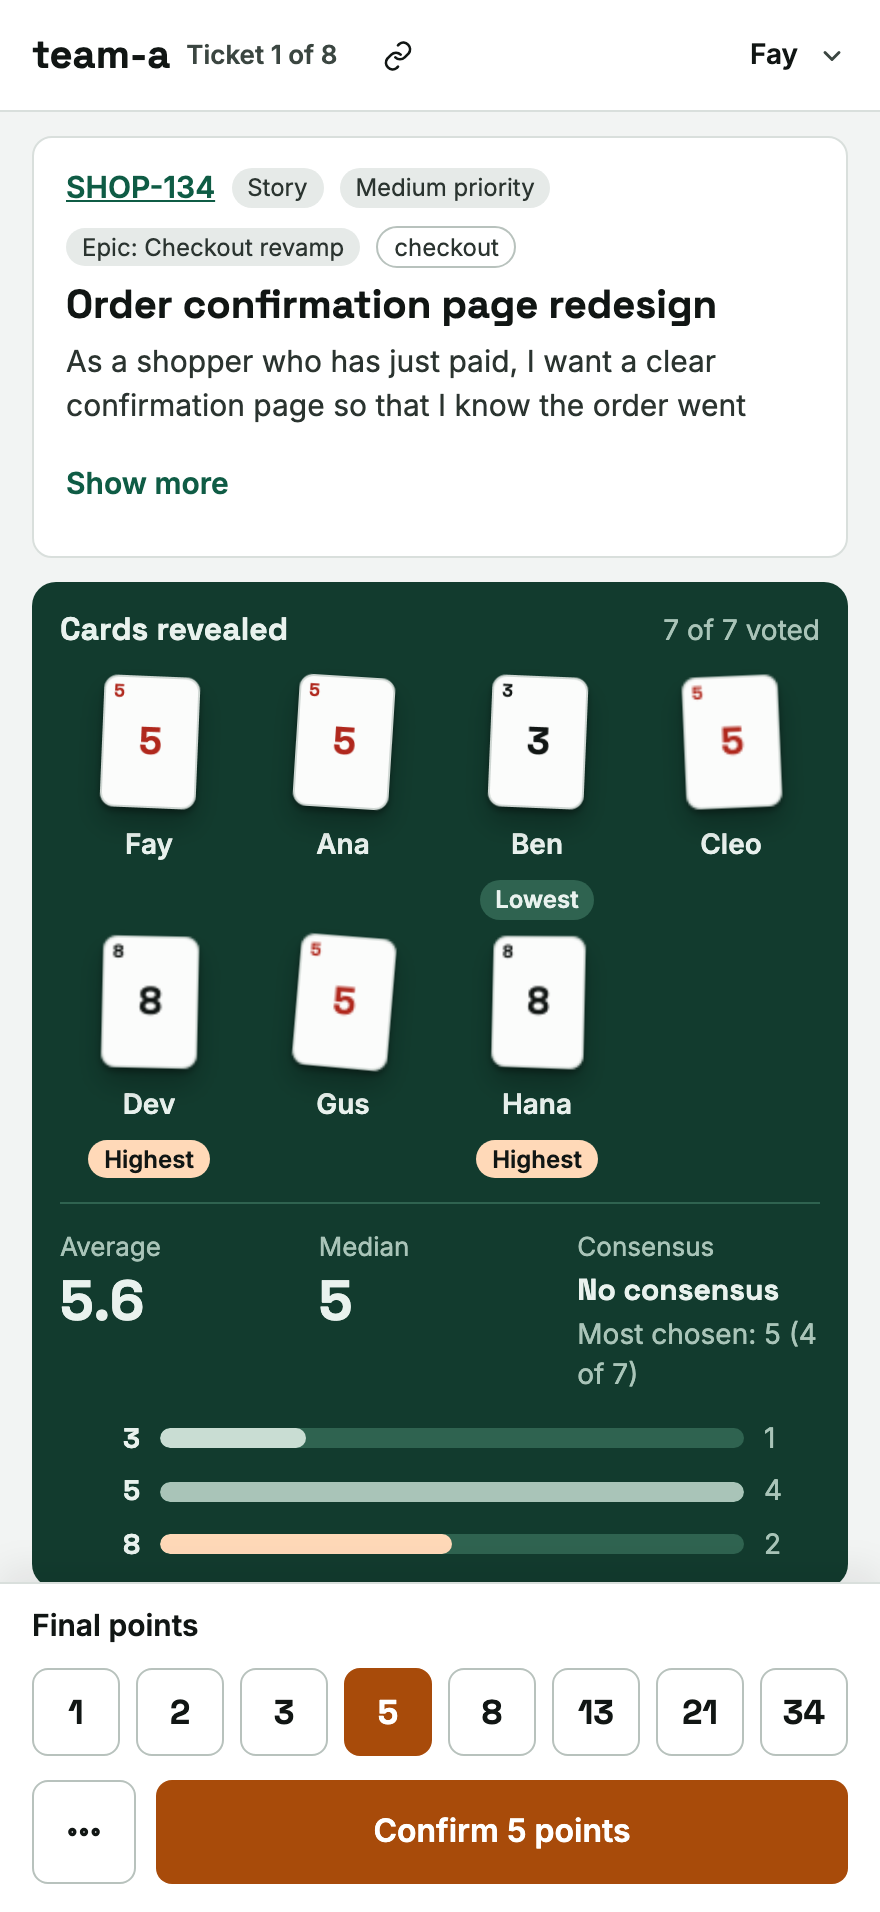 team-a Ticket 1 of 8 Fay
SHOP-134 Story Medium priority
Epic: Checkout revamp checkout
Order confirmation page redesign
As a shopper who has just paid, I want a clear
confirmation page so that I know the order went
Show more
Cards revealed 7 of 7 voted
5 5 3 5
5 5 3 5
Fay Ana Ben Cleo
Lowest
8 5 8
8 5 8
Dev Gus Hana
Highest Highest
Average Median Consensus
5.6 5 No consensus
Most chosen: 5 (4
of 7)
3 1
5 4
8 2
Final points
1 2 3 5 8 13 21 34
Confirm 5 points